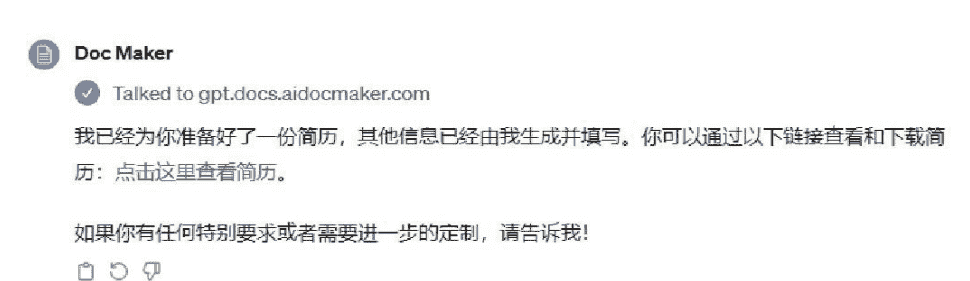 Doc Maker
Talked to gpt.docs.aidocmaker.com
我已经为你准备好了一份简历，其他信息已经由我生成并填写。你可以通过以下链接查看和下载简
历：点击这里查看简历。
如果你有任何特别要求或者需要进一步的定制，请告诉我！